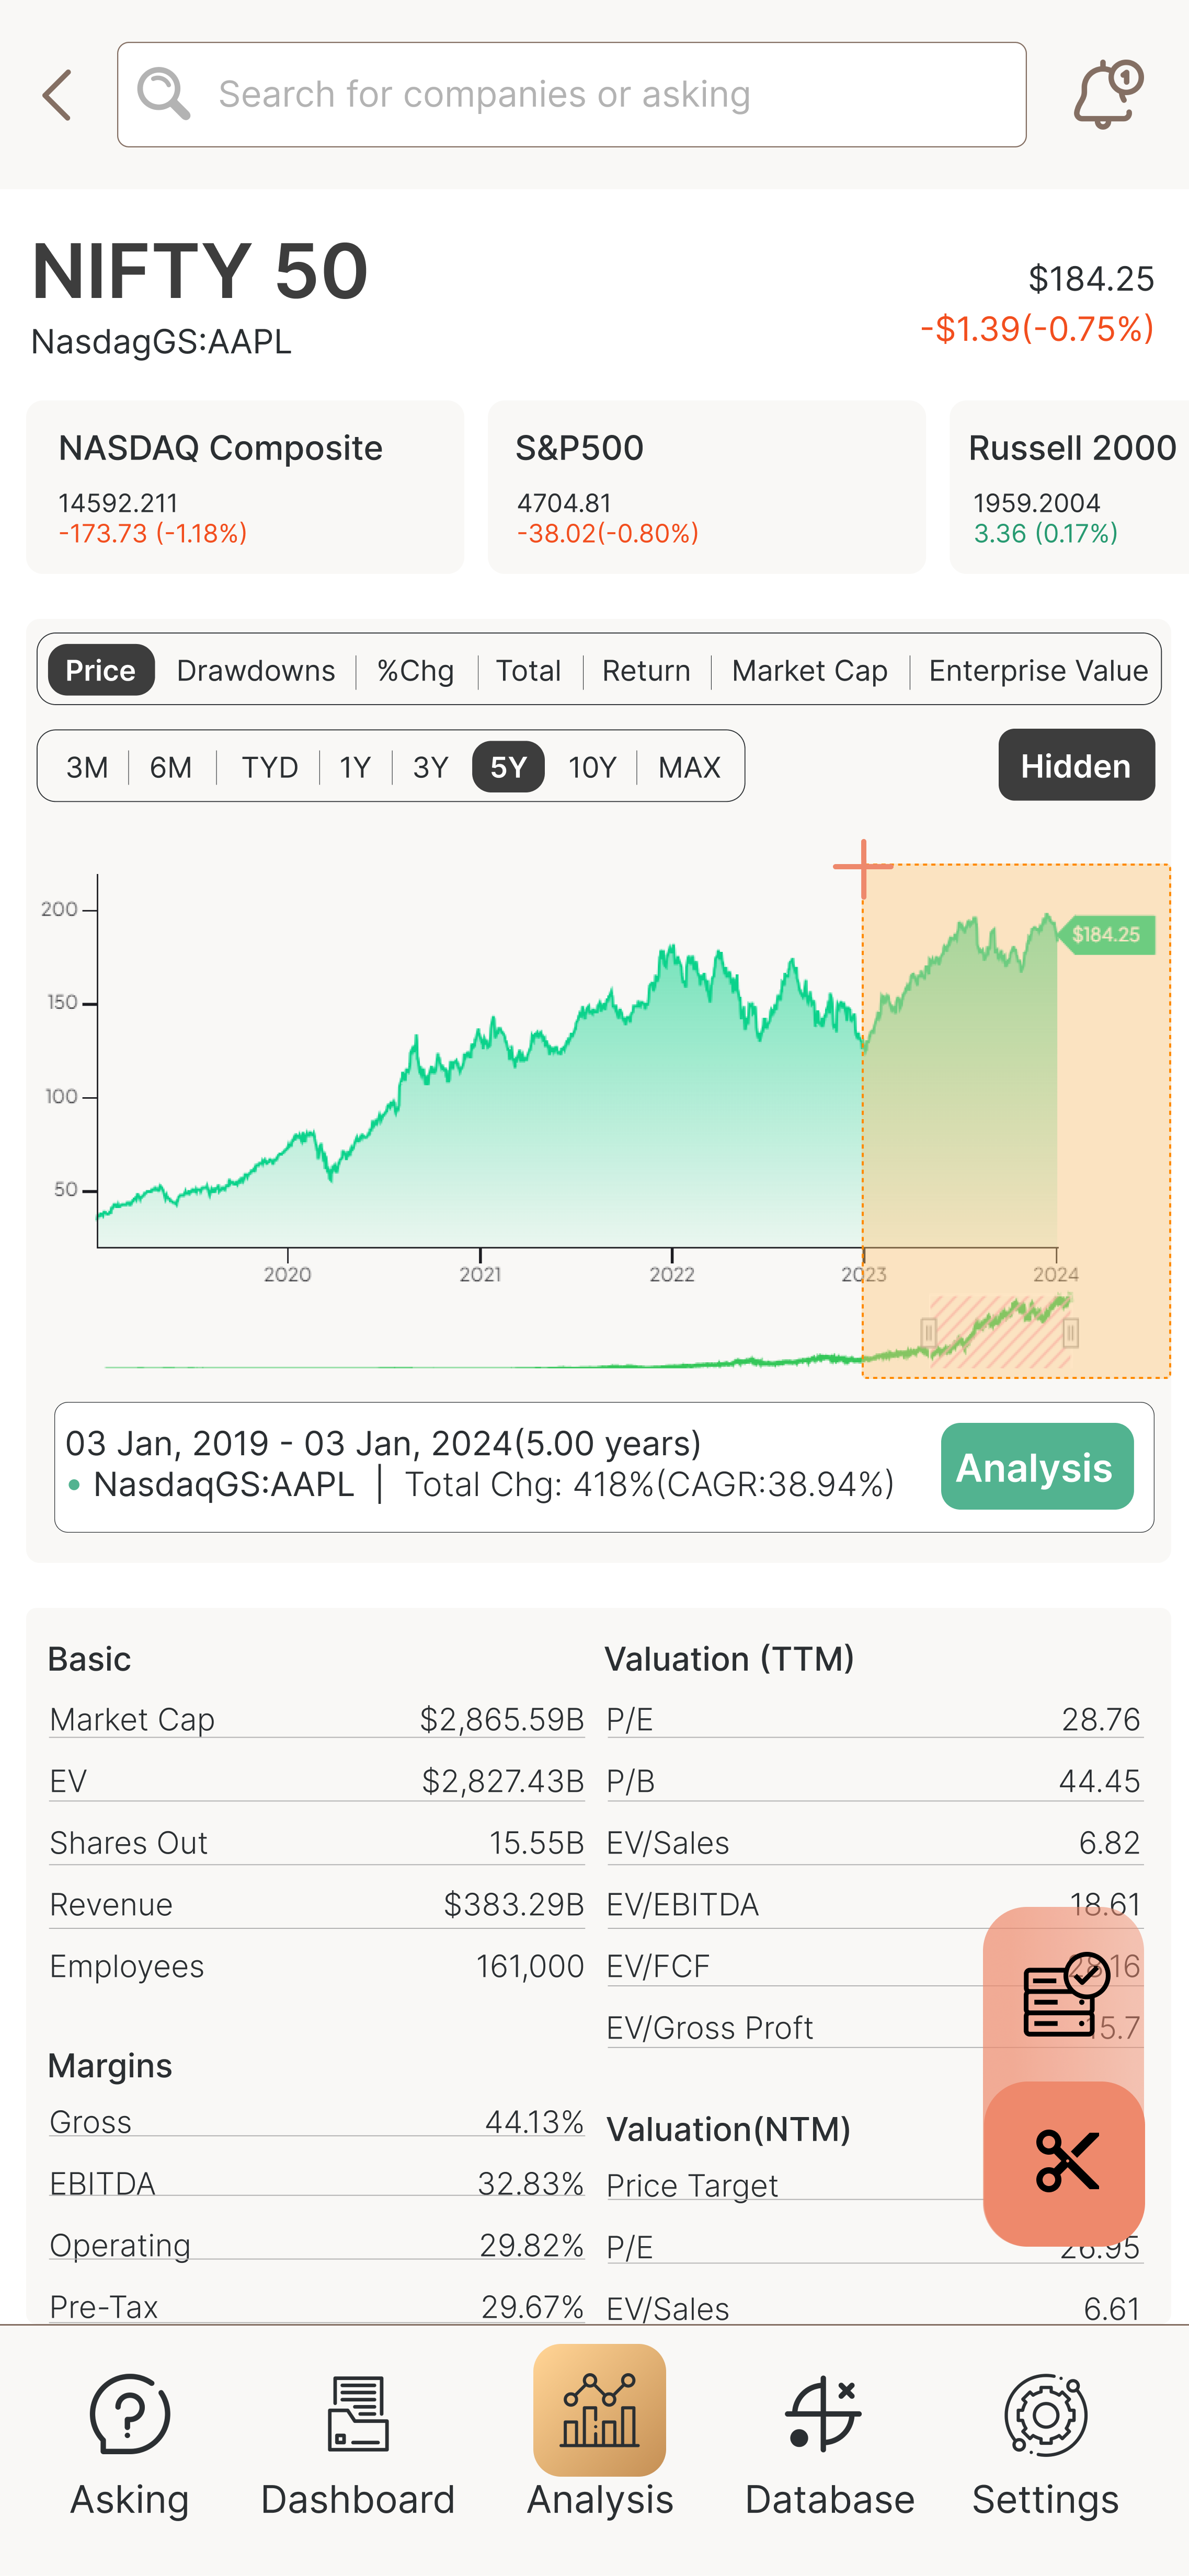 Search for companies or asking
1
NIFTY 50
NasdagGS:AAPL
$184.25
-$1.39(-0.75%)
NASDAQ Composite
14592.211
-173.73 (-1.18%)
S&P500
4704.81
-38.02(-0.80%)
Russell 2000
1959.2004
3.36 (0.17%)
Price Drawdowns %Chg Total Return Market Cap Enterprise Value
3M 6M TYD 1Y 3Y 5Y 10Y MAX
Hidden
200
150
100
50
$184.25
2020 2021 2022 2023 2024
03 Jan, 2019 - 03 Jan, 2024(5.00 years)
• NasdaqGS:AAPL | Total Chg: 418%(CAGR:38.94%)
Analysis
Basic
Market Cap $2,865.59B
EV $2,827.43B
Shares Out 15.55B
Revenue $383.29B
Employees 161,000
Margins
Gross 44.13%
EBITDA 32.83%
Operating 29.82%
Pre-Tax 29.67%
Valuation (TTM)
P/E 28.76
P/B 44.45
EV/Sales 6.82
EV/EBITDA 18.61
EV/FCF 28.16
EV/Gross Proft 15.7
Valuation(NTM)
Price Target
P/E 26.95
EV/Sales 6.61
Asking Dashboard Analysis Database Settings